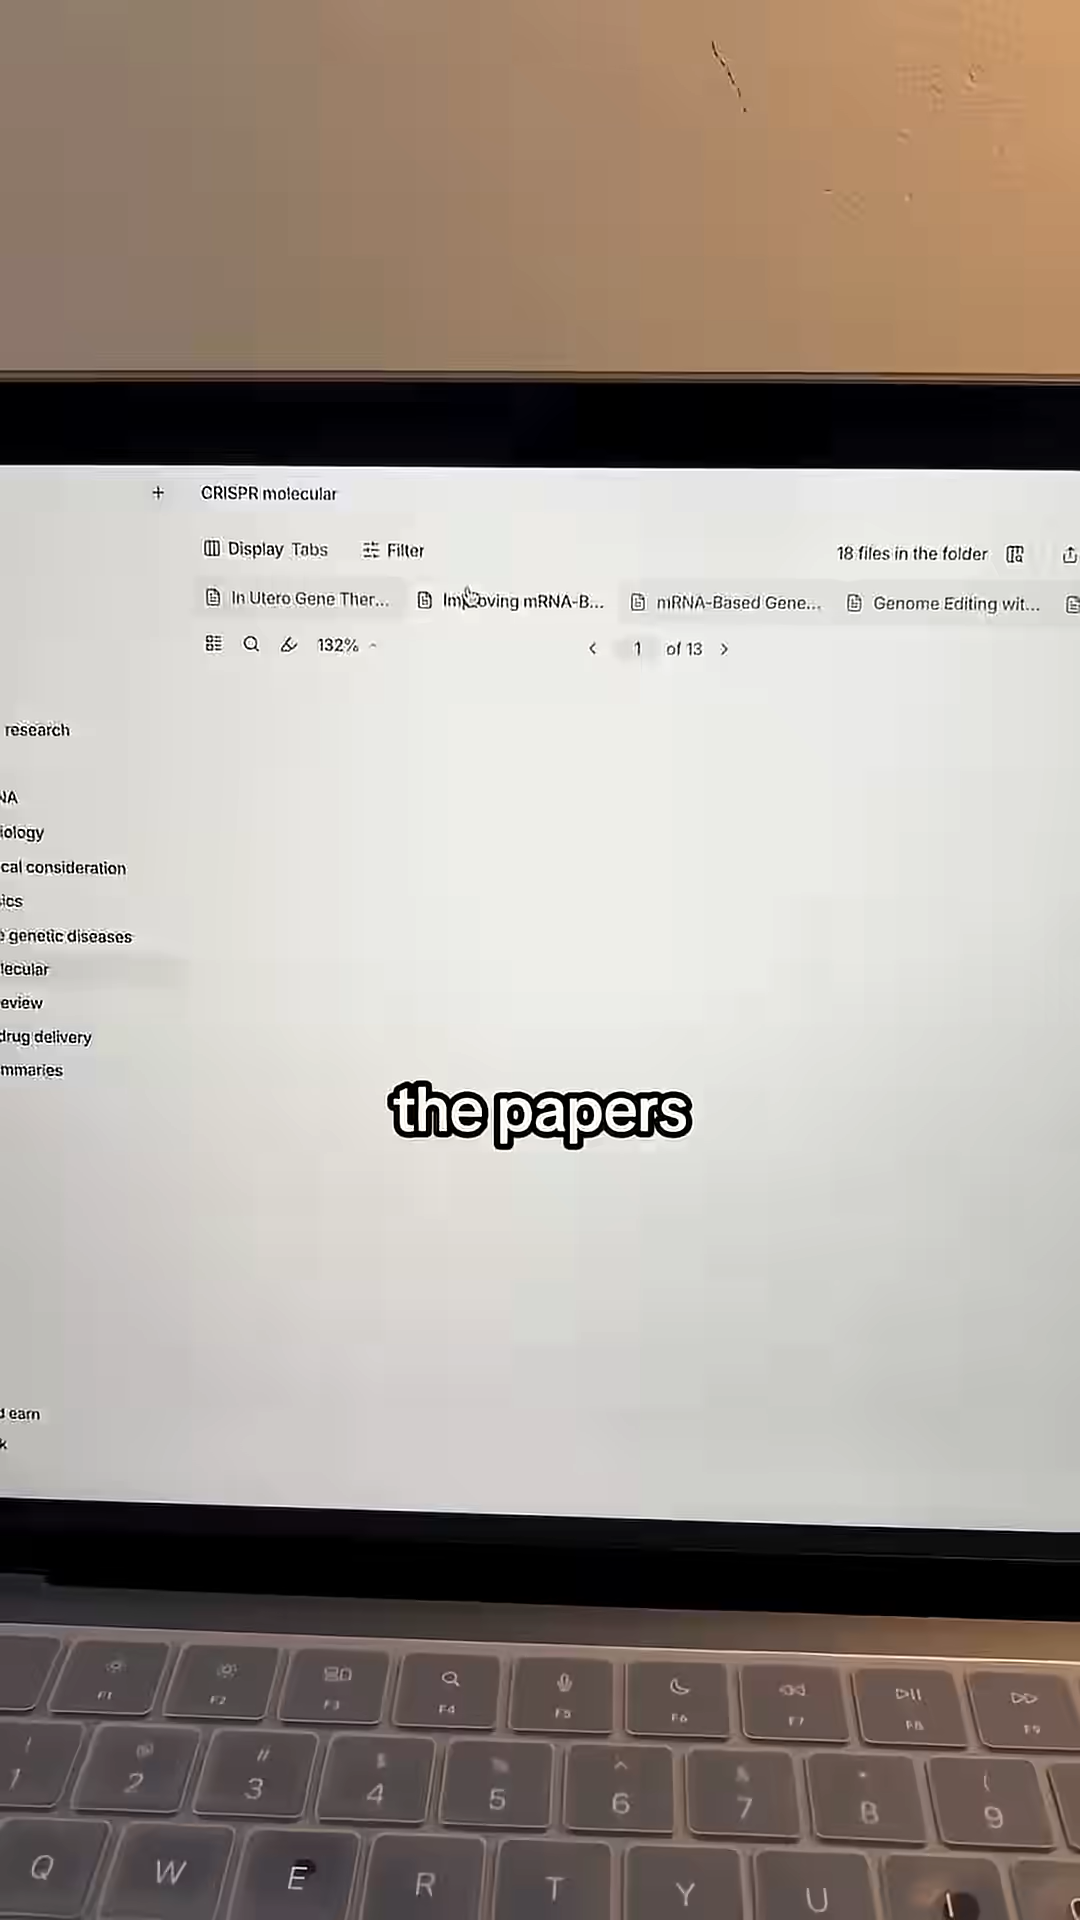 + CRISPR molecular
Display Tabs Filter 18 files in the folder
In Utero Gene Ther... Improving mRNA-B... mRNA-Based Gene... Genome Editing wit...
132% 1 of 13
research
NA
iology
cal consideration
ics
e genetic diseases
lecular
eview
drug delivery
mmaries
the papers
d earn
k
F1 F2 F3 F4 F5 F6 F7 F8 F9
1 2 3 4 5 6 7 8 9
Q W E R T Y U I